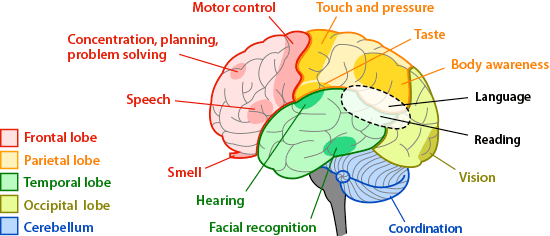 Motor control
Touch and pressure
Taste
Concentration, planning,
problem solving
Body awareness
Speech
Language
Reading
Frontal lobe
Parietal lobe
Temporal lobe
Occipital lobe
Cerebellum
Smell
Vision
Hearing
Facial recognition
Coordination